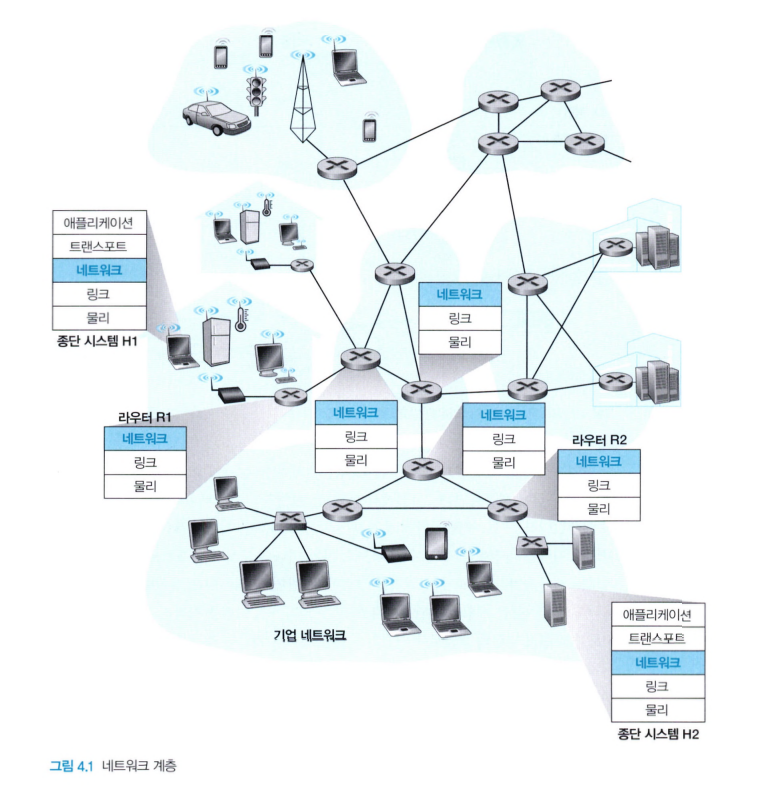 애플리케이션
트랜스포트
네트워크
링크
물리
종단 시스템 H1
네트워크
링크
물리
라우터 R1
네트워크
링크
물리
네트워크
링크
물리
네트워크
링크
물리
라우터 R2
네트워크
링크
물리
기업 네트워크
애플리케이션
트랜스포트
네트워크
링크
물리
종단 시스템 H2
그림 4.1 네트워크 계층